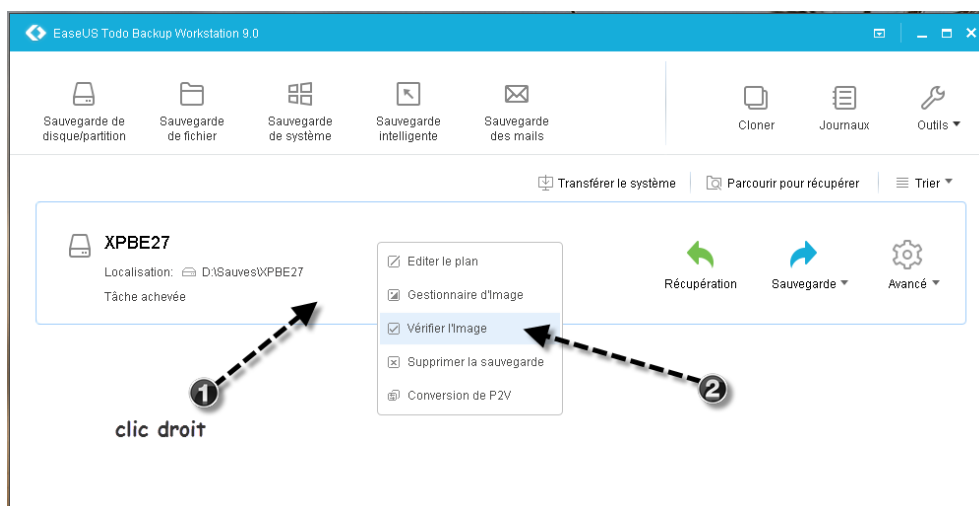 EaseUS Todo Backup Workstation 9.0
Sauvegarde de
disque/partition
Sauvegarde
de fichier
Sauvegarde
de système
Sauvegarde
intelligente
Sauvegarde
des mails
Cloner
Journaux
Outils
Transférer le système
Parcourir pour récupérer
Trier
XPBE27
Localisation: D:\Sauves\XPBE27
Tâche achevée
Editer le plan
Gestionnaire d'Image
Vérifier l'Image
Supprimer la sauvegarde
Conversion de P2V
Récupération
Sauvegarde
Avancé
1
2
clic droit